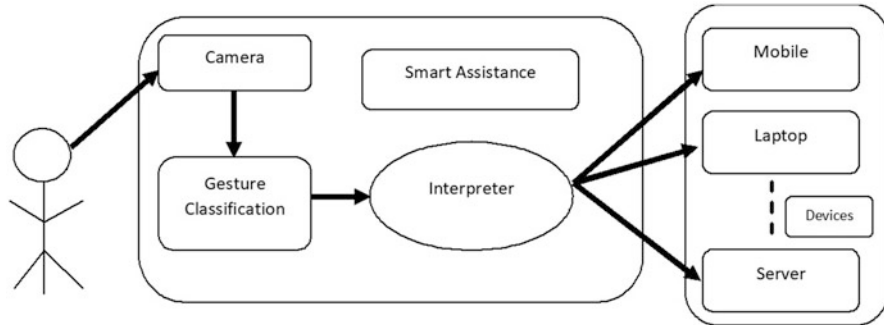 Camera
Smart Assistance
Gesture
Classification
Interpreter
Mobile
Laptop
Devices
Server